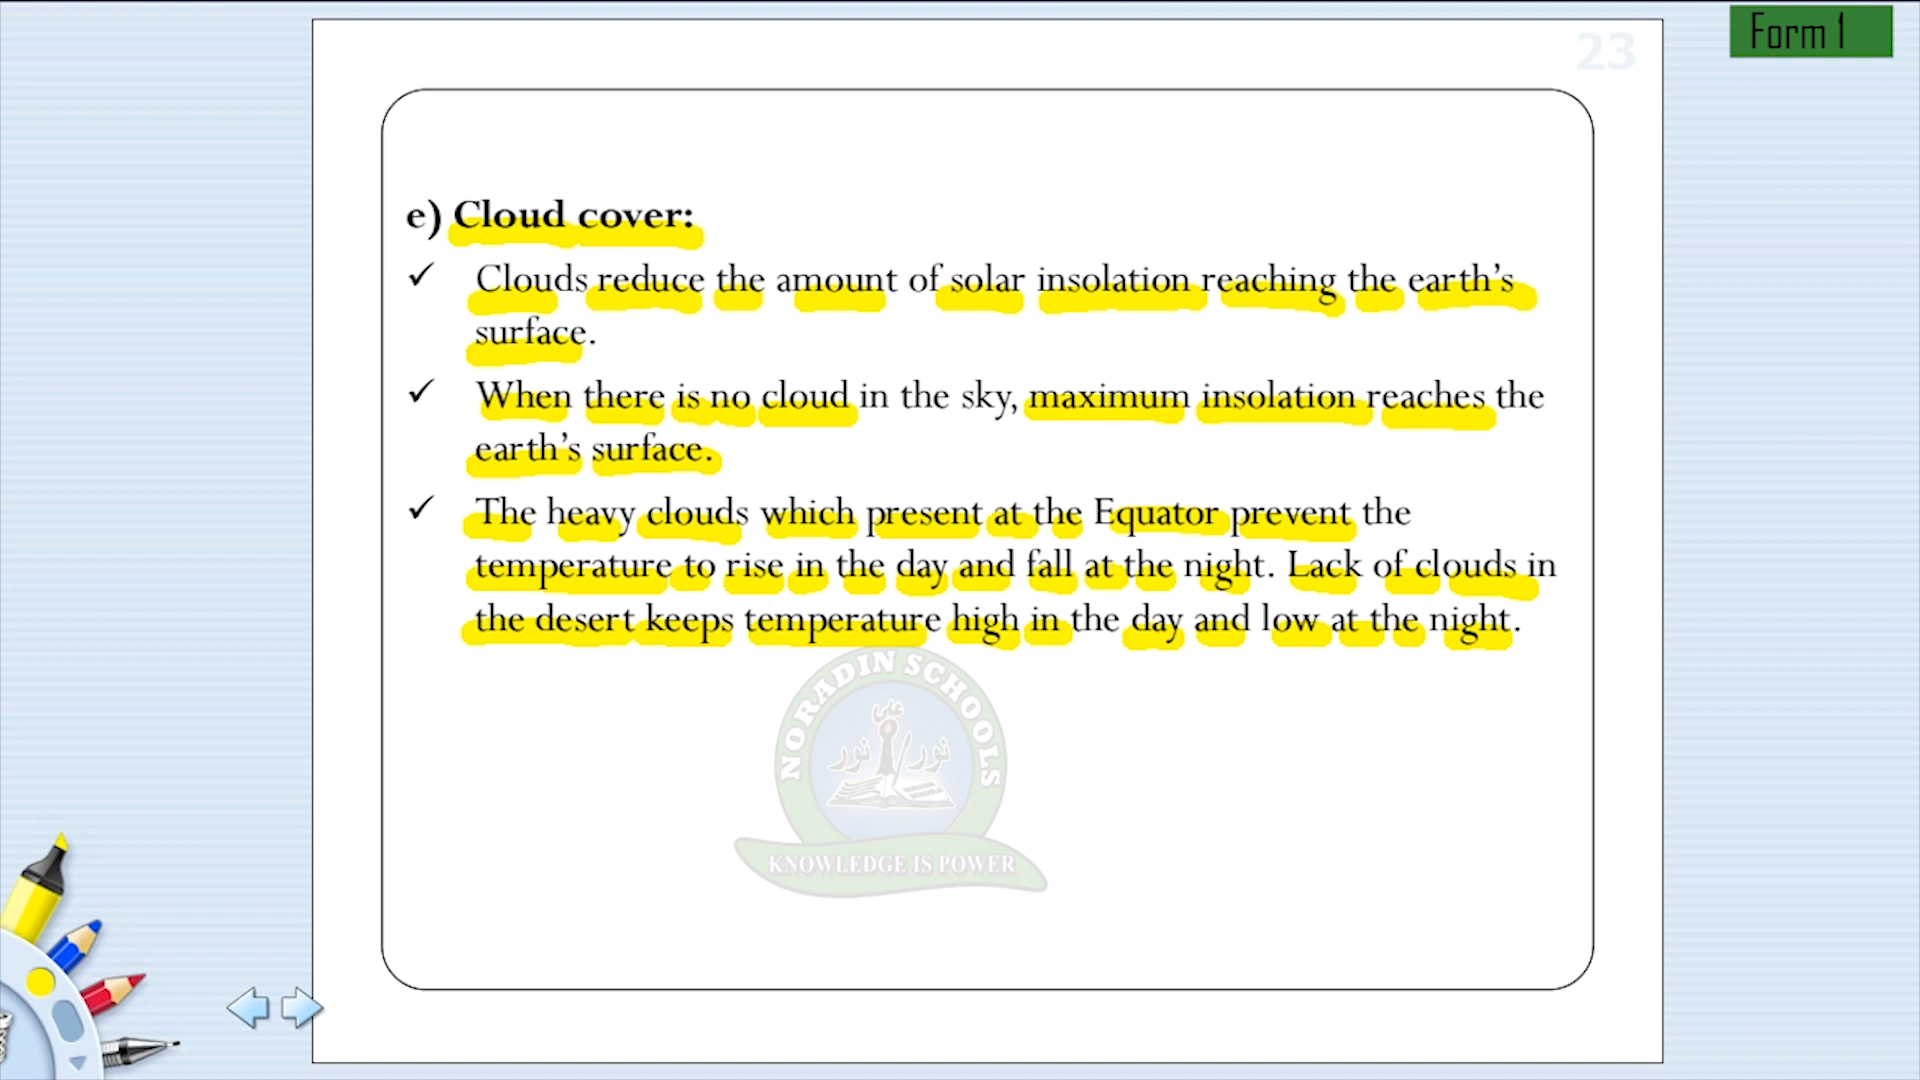 Form 1
23
e) Cloud cover:
✓ Clouds reduce the amount of solar insolation reaching the earth’s
surface.
✓ When there is no cloud in the sky, maximum insolation reaches the
earth’s surface.
✓ The heavy clouds which present at the Equator prevent the
temperature to rise in the day and fall at the night. Lack of clouds in
the desert keeps temperature high in the day and low at the night.
NORADIN SCHOOLS
نور نور
KNOWLEDGE IS POWER